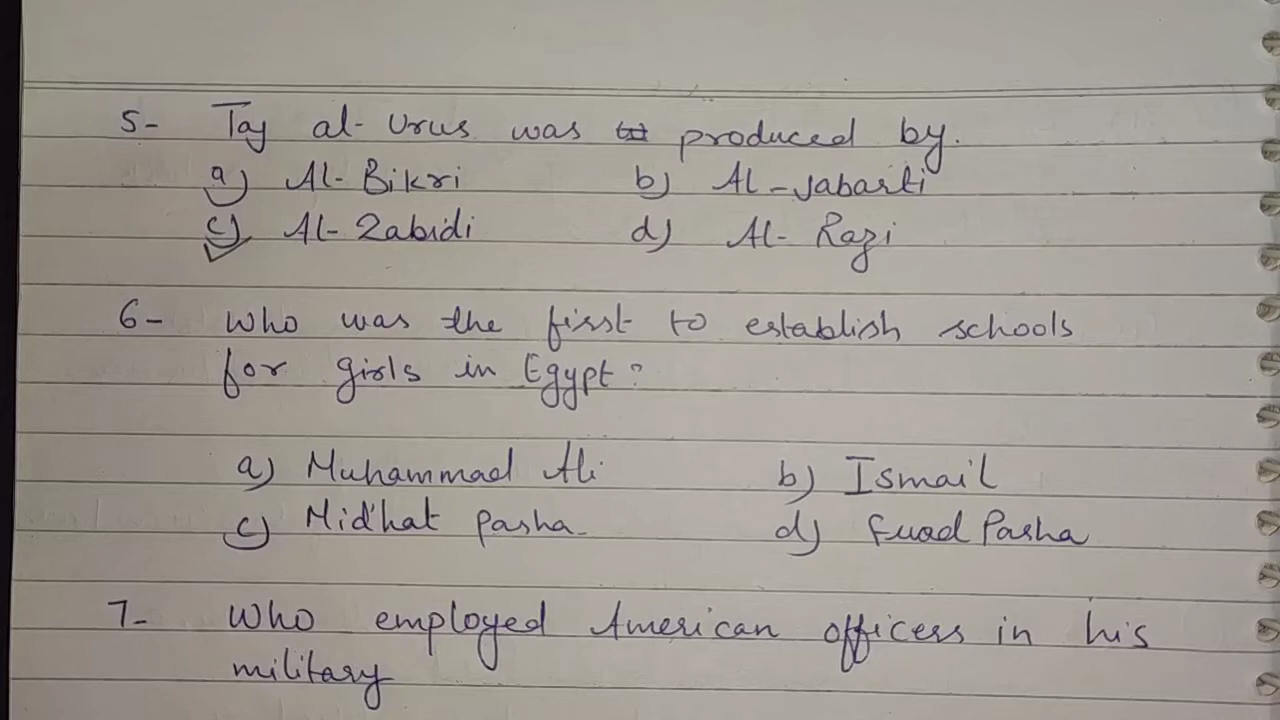 5- Taj al-Urus was produced by.
a) Al-Bikri b) Al-Jabarti
c) Al-Zabidi d) Al-Razi
6- Who was the first to establish schools
for girls in Egypt?
a) Muhammad Ali b) Ismail
c) Midhat Pasha d) Fuad Pasha
7- Who employed American officers in his
military